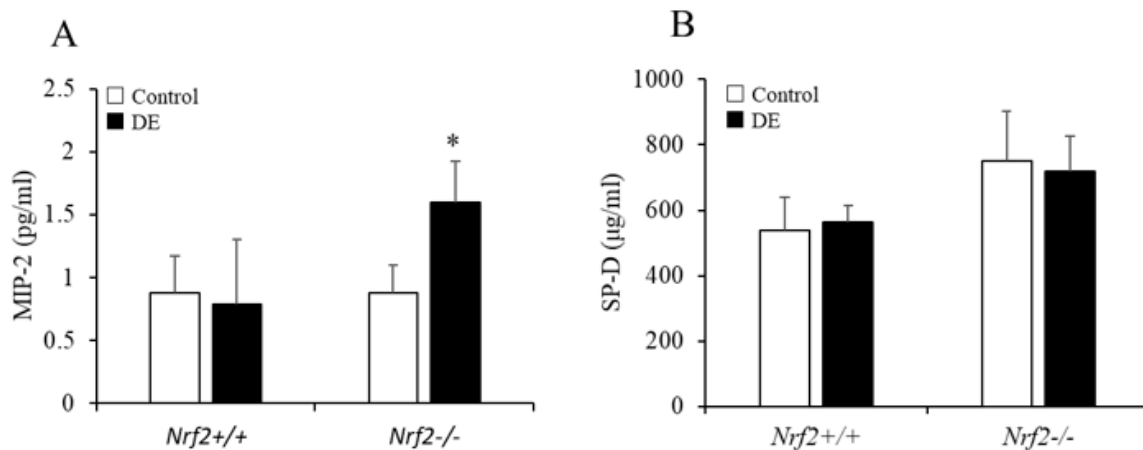 A
MIP-2 (pg/ml)
2.5
2
1.5
1
0.5
0
Control
DE
*
Nrf2+/+
Nrf2-/-
B
SP-D (μg/ml)
1000
800
600
400
200
0
Control
DE
Nrf2+/+
Nrf2-/-